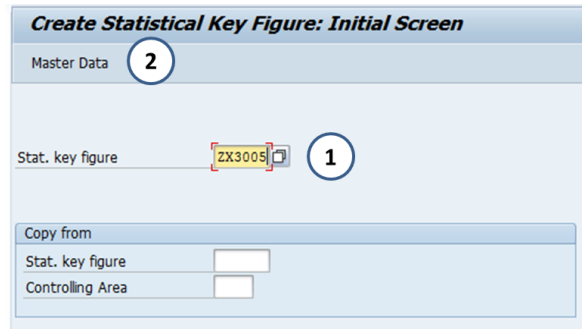 Create Statistical Key Figure: Initial Screen
Master Data 2
Stat. key figure ZX3005 1
Copy from
Stat. key figure
Controlling Area